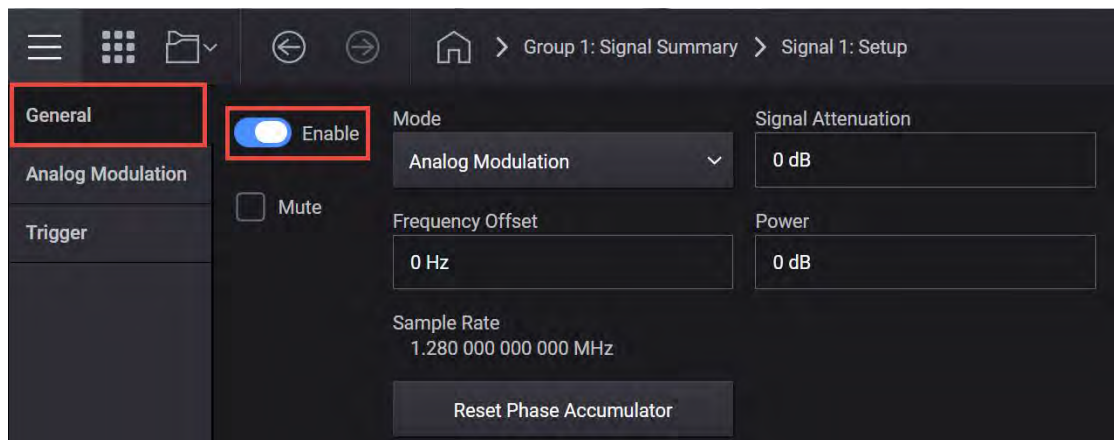 Group 1: Signal Summary > Signal 1: Setup
General
Enable
Mode
Signal Attenuation
Analog Modulation
0 dB
Analog Modulation
Mute
Frequency Offset
Power
Trigger
0 Hz
0 dB
Sample Rate
1.280 000 000 000 MHz
Reset Phase Accumulator